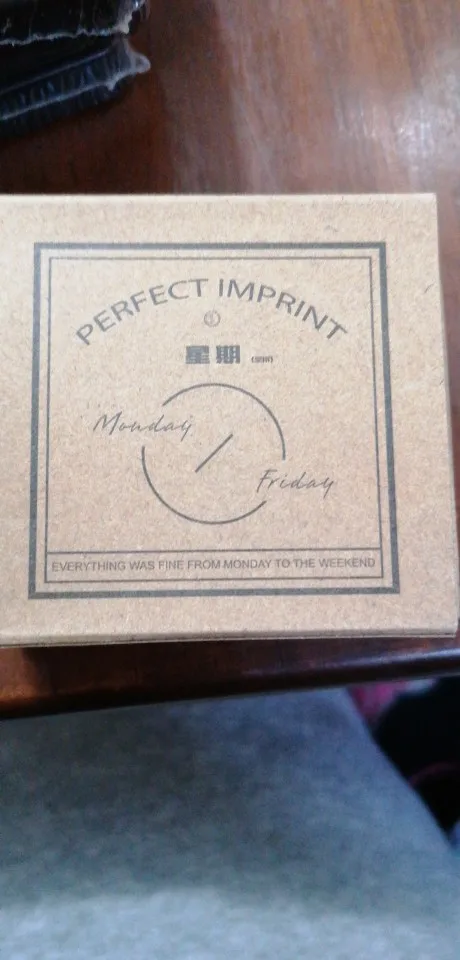 PERFECT IMPRINT
星期
Monday
Friday
EVERYTHING WAS FINE FROM MONDAY TO THE WEEKEND